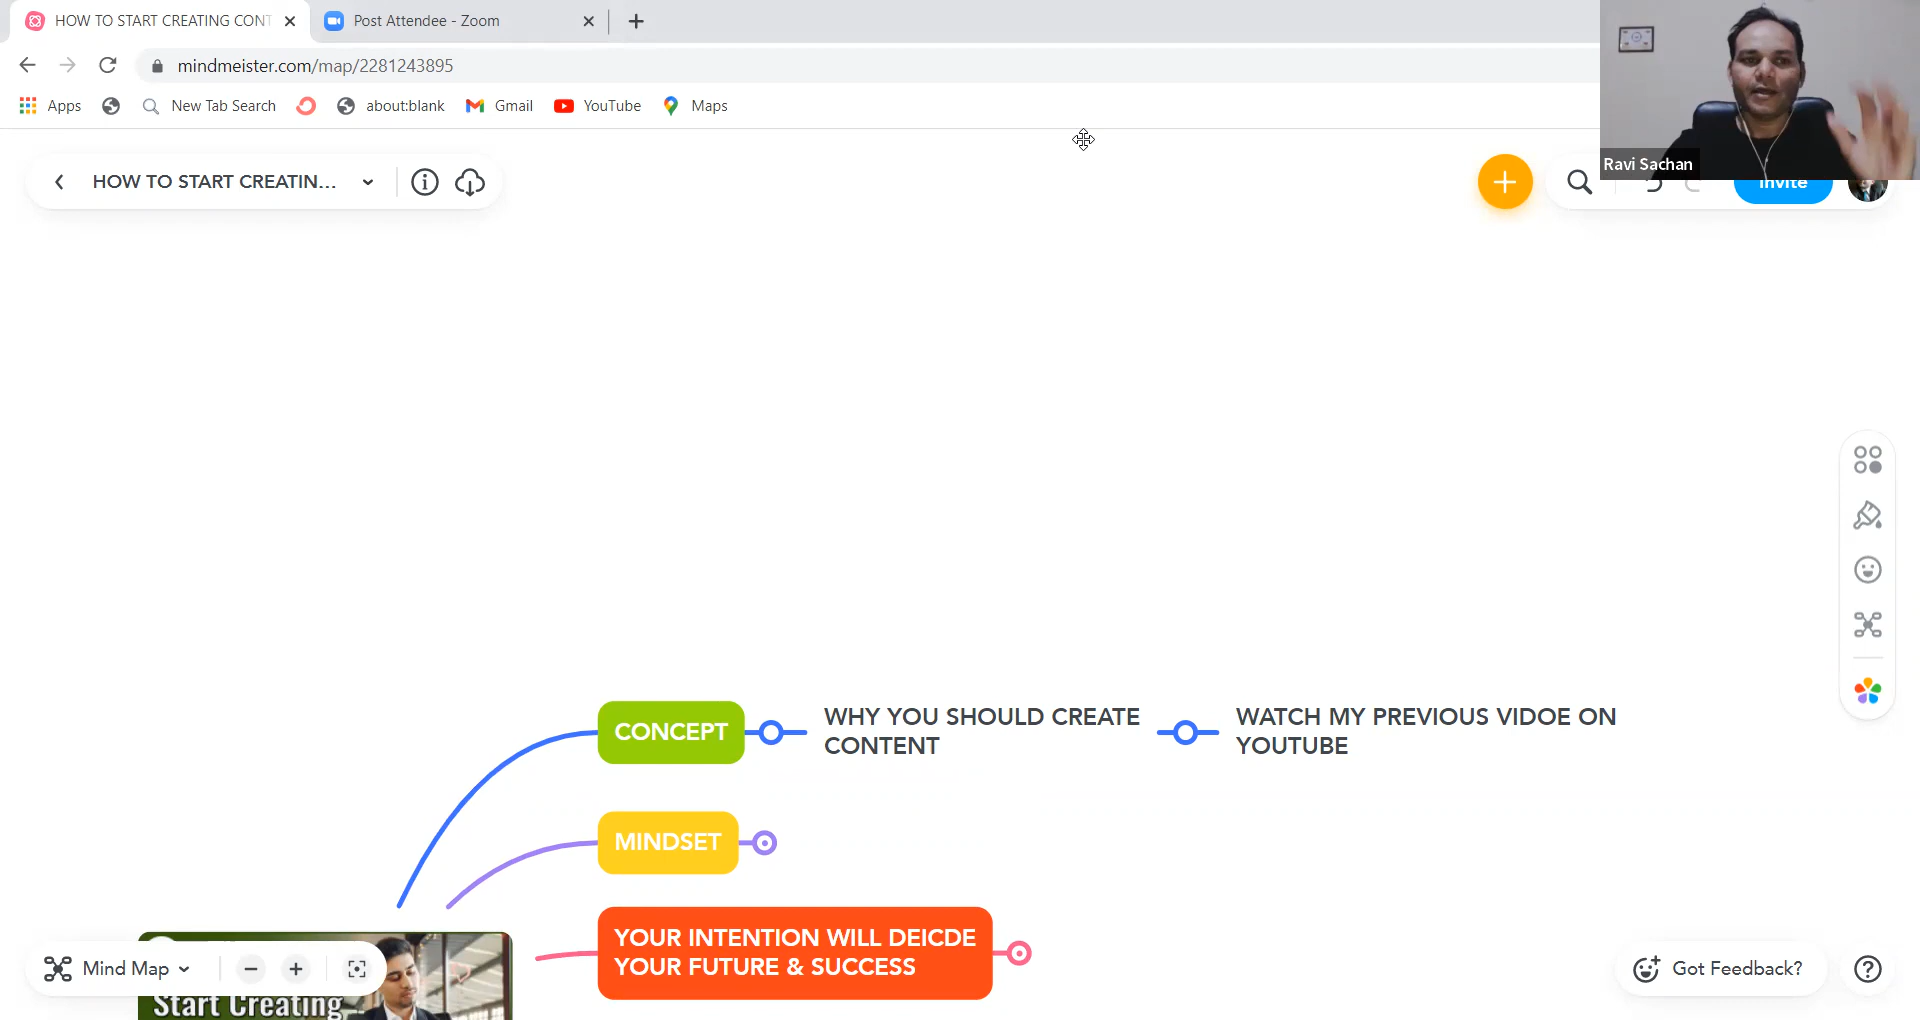 HOW TO START CREATING CONT
Post Attendee - Zoom
mindmeister.com/map/2281243895
Apps
New Tab Search
about:blank
Gmail
YouTube
Maps
Ravi Sachan
HOW TO START CREATIN...
Invite
CONCEPT
WHY YOU SHOULD CREATE
CONTENT
WATCH MY PREVIOUS VIDOE ON
YOUTUBE
MINDSET
YOUR INTENTION WILL DEICDE
YOUR FUTURE & SUCCESS
Mind Map
Start Creating
Got Feedback?